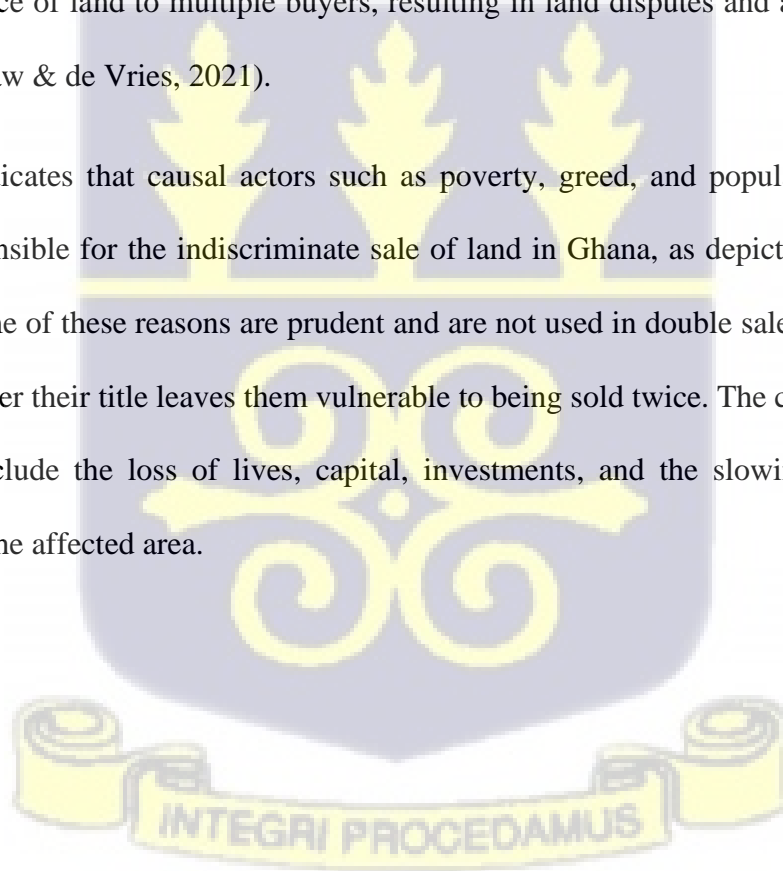 ce of land to multiple buyers, resulting in land disputes and a
w & de Vries, 2021).
icates that causal actors such as poverty, greed, and popul
nsible for the indiscriminate sale of land in Ghana, as depict
ne of these reasons are prudent and are not used in double sale
er their title leaves them vulnerable to being sold twice. The c
clude the loss of lives, capital, investments, and the slowi
he affected area.
INTEGRI PROCEDAMUS